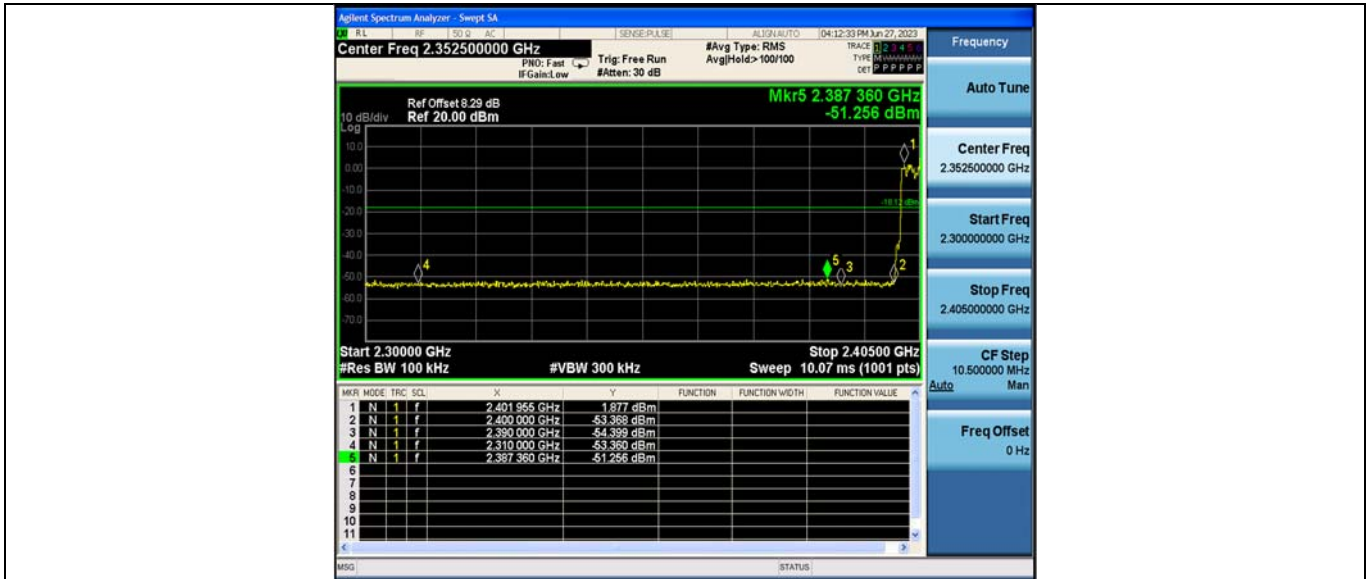 Agilent Spectrum Analyzer - Swept SA
RL RF 50 Ω AC SENSE:PULSE ALIGN AUTO 04:12:33 PM Jun 27, 2023
Center Freq 2.352500000 GHz
PNO: Fast
IFGain:Low
Trig: Free Run
#Atten: 30 dB
#Avg Type: RMS
Avg|Hold:>100/100
TRACE 1 2 3 4 5 6
TYPE M
DET P P P P P P
Mkr5 2.387 360 GHz
-51.256 dBm
10 dB/div
Log
Ref Offset 8.29 dB
Ref 20.00 dBm
10.0
0.00
-10.0
-20.0
-30.0
-40.0
-50.0
-60.0
-70.0
1
2
3
4
5
Start 2.30000 GHz
Stop 2.40500 GHz
#Res BW 100 kHz
#VBW 300 kHz
Sweep 10.07 ms (1001 pts)
MKR MODE TRC SCL X Y FUNCTION FUNCTION WIDTH FUNCTION VALUE
1 N 1 f 2.401 955 GHz 1.877 dBm
2 N 1 f 2.400 000 GHz -53.368 dBm
3 N 1 f 2.390 000 GHz -54.399 dBm
4 N 1 f 2.310 000 GHz -53.360 dBm
5 N 1 f 2.387 360 GHz -51.256 dBm
6
7
8
9
10
11
MSG
STATUS
Frequency
Auto Tune
Center Freq
2.352500000 GHz
Start Freq
2.300000000 GHz
Stop Freq
2.405000000 GHz
CF Step
10.500000 MHz
Auto Man
Freq Offset
0 Hz